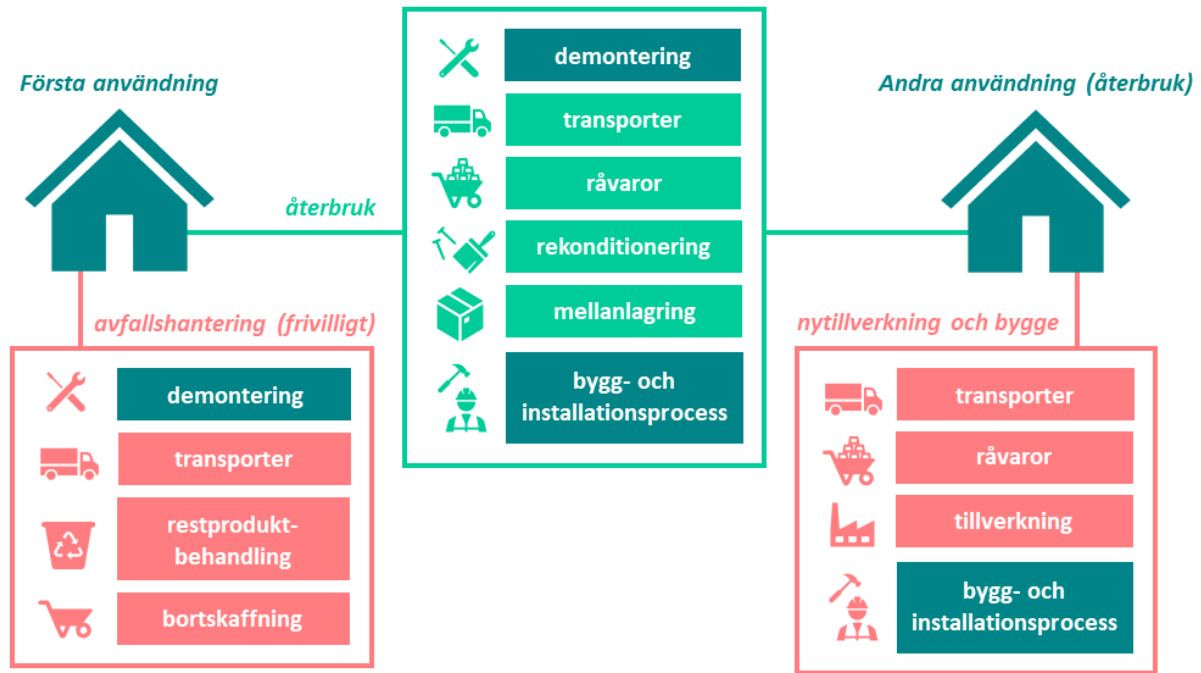 Första användning
återbruk
demontering
transporter
råvaror
rekonditionering
mellanlagring
bygg- och
installationsprocess
Andra användning (återbruk)
avfallshantering (frivilligt)
demontering
transporter
restprodukt-
behandling
bortskaffning
nytillverkning och bygge
transporter
råvaror
tillverkning
bygg- och
installationsprocess